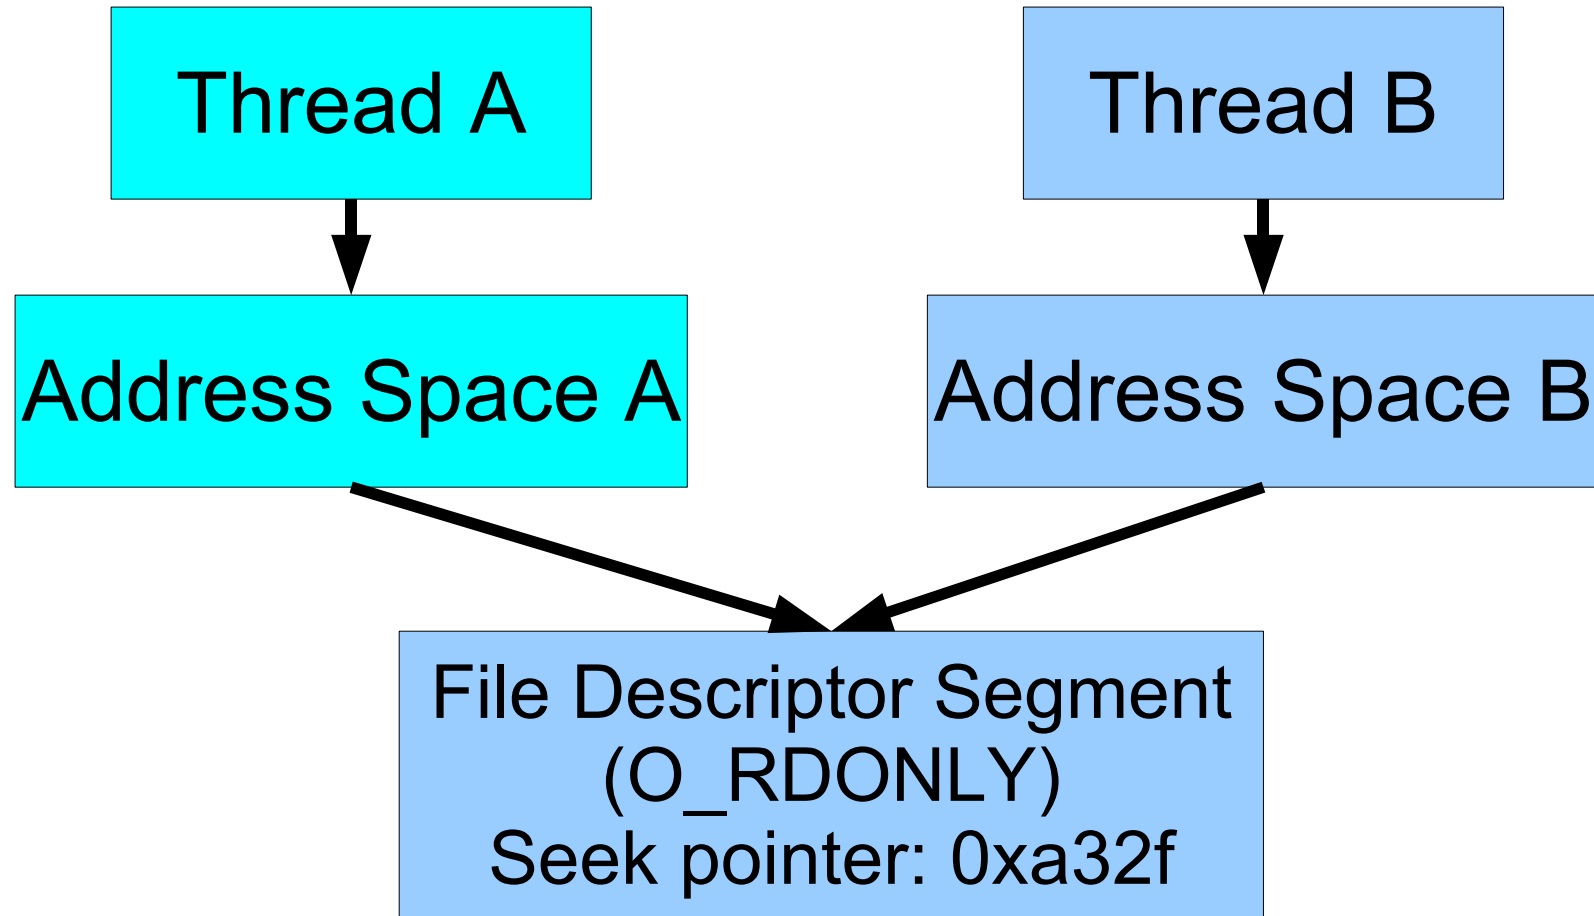 Thread A
Thread B
Address Space A
Address Space B
File Descriptor Segment
(O_RDONLY)
Seek pointer: 0xa32f